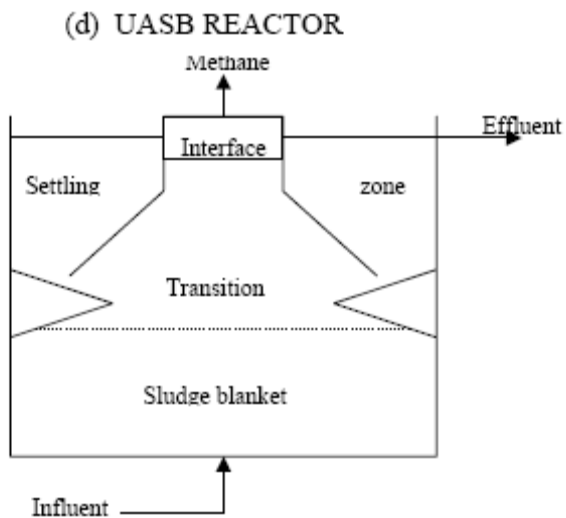 (d) UASB REACTOR
Methane
Effluent
Interface
Settling zone
Transition
Sludge blanket
Influent